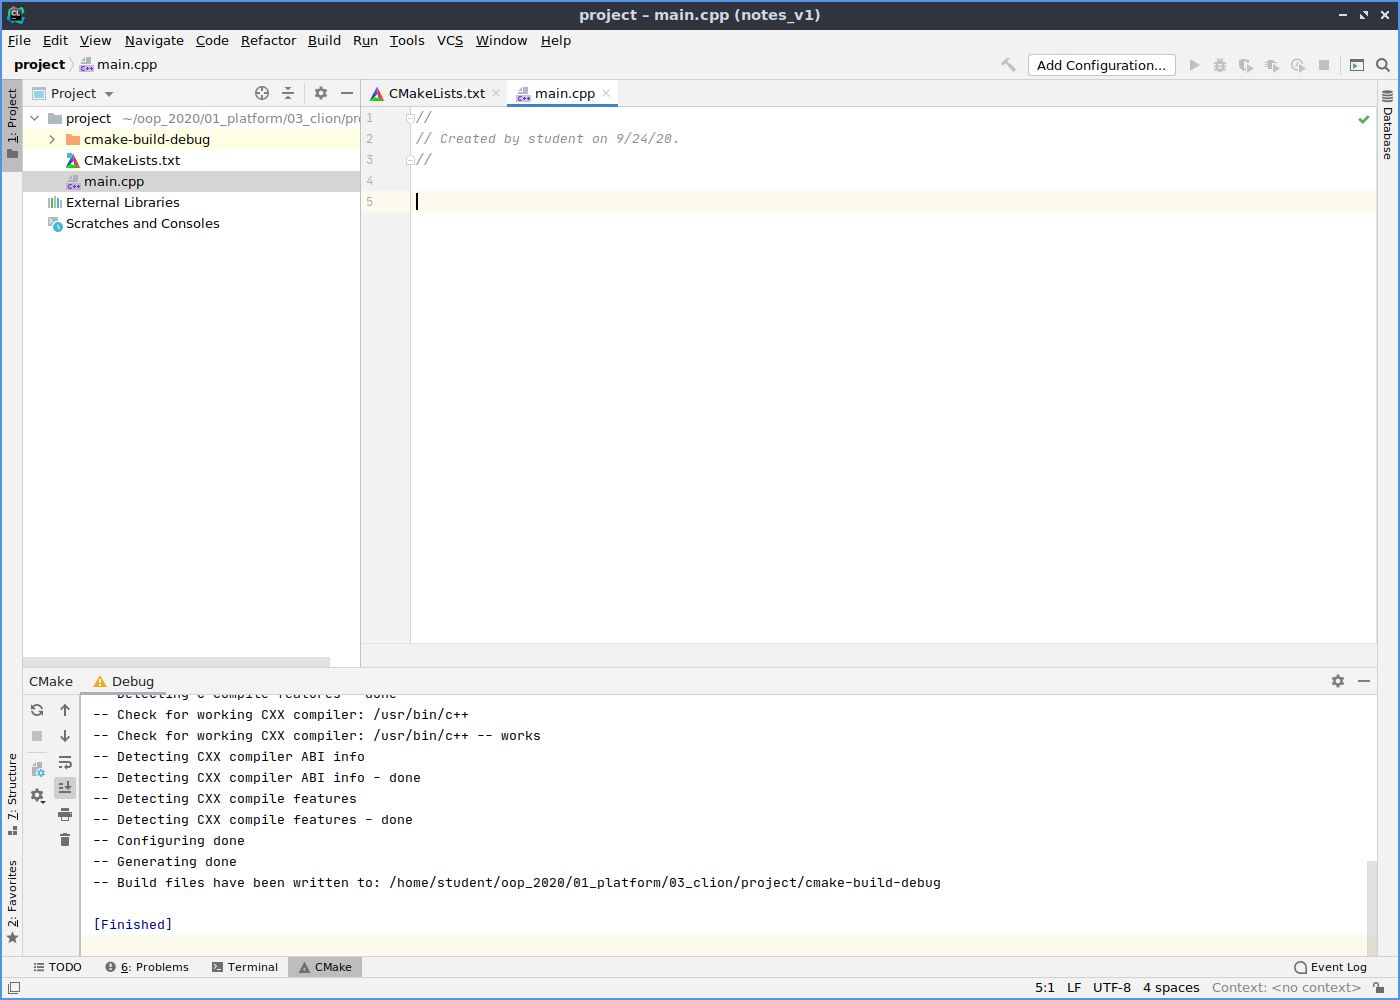 project – main.cpp (notes_v1)
File Edit View Navigate Code Refactor Build Run Tools VCS Window Help
project main.cpp Add Configuration...
1: Project
Project
project ~/oop_2020/01_platform/03_clion/pr
cmake-build-debug
CMakeLists.txt
main.cpp
External Libraries
Scratches and Consoles
CMakeLists.txt main.cpp
1 //
2 // Created by student on 9/24/20.
3 //
4
5
Database
CMake Debug
-- Detecting C compile features - done
-- Check for working CXX compiler: /usr/bin/c++
-- Check for working CXX compiler: /usr/bin/c++ -- works
-- Detecting CXX compiler ABI info
-- Detecting CXX compiler ABI info - done
-- Detecting CXX compile features
-- Detecting CXX compile features - done
-- Configuring done
-- Generating done
-- Build files have been written to: /home/student/oop_2020/01_platform/03_clion/project/cmake-build-debug
[Finished]
7: Structure
2: Favorites
TODO 6: Problems Terminal CMake Event Log
5:1 LF UTF-8 4 spaces Context: <no context>